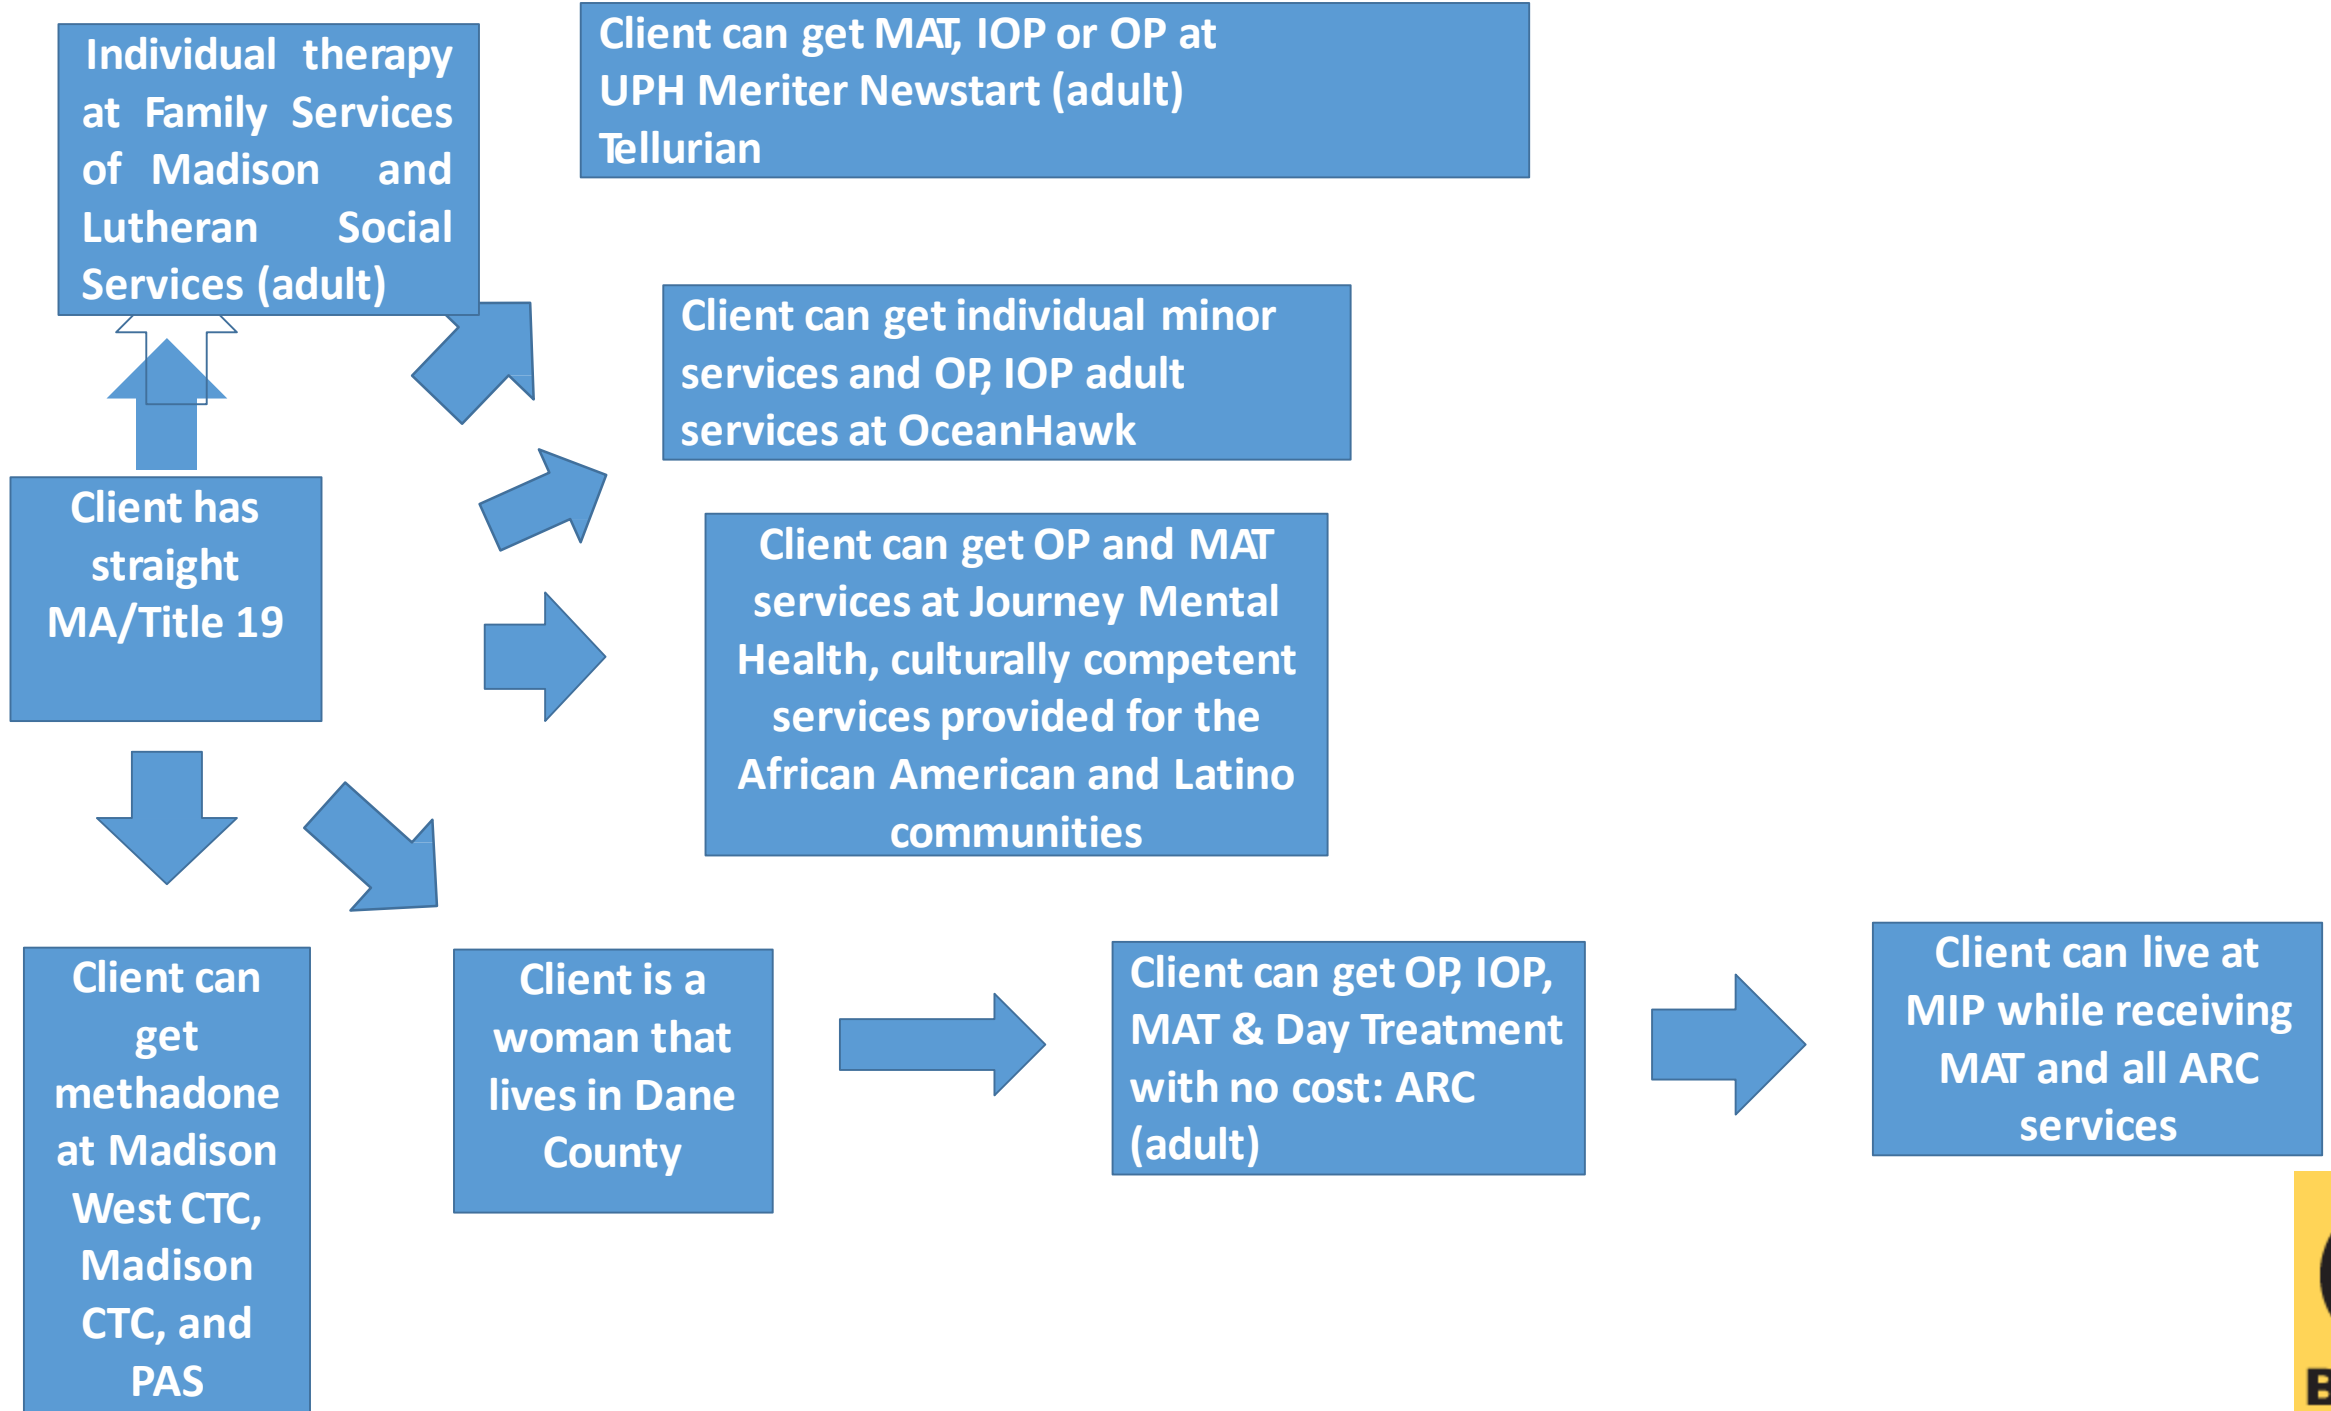 Individual therapy
at Family Services
of Madison and
Lutheran Social
Services (adult)
Client can get MAT, IOP or OP at
UPH Meriter Newstart (adult)
Tellurian
Client can get individual minor
services and OP, IOP adult
services at OceanHawk
Client has
straight
MA/Title 19
Client can get OP and MAT
services at Journey Mental
Health, culturally competent
services provided for the
African American and Latino
communities
Client can
get
methadone
at Madison
West CTC,
Madison
CTC, and
PAS
Client is a
woman that
lives in Dane
County
Client can get OP, IOP,
MAT & Day Treatment
with no cost: ARC
(adult)
Client can live at
MIP while receiving
MAT and all ARC
services